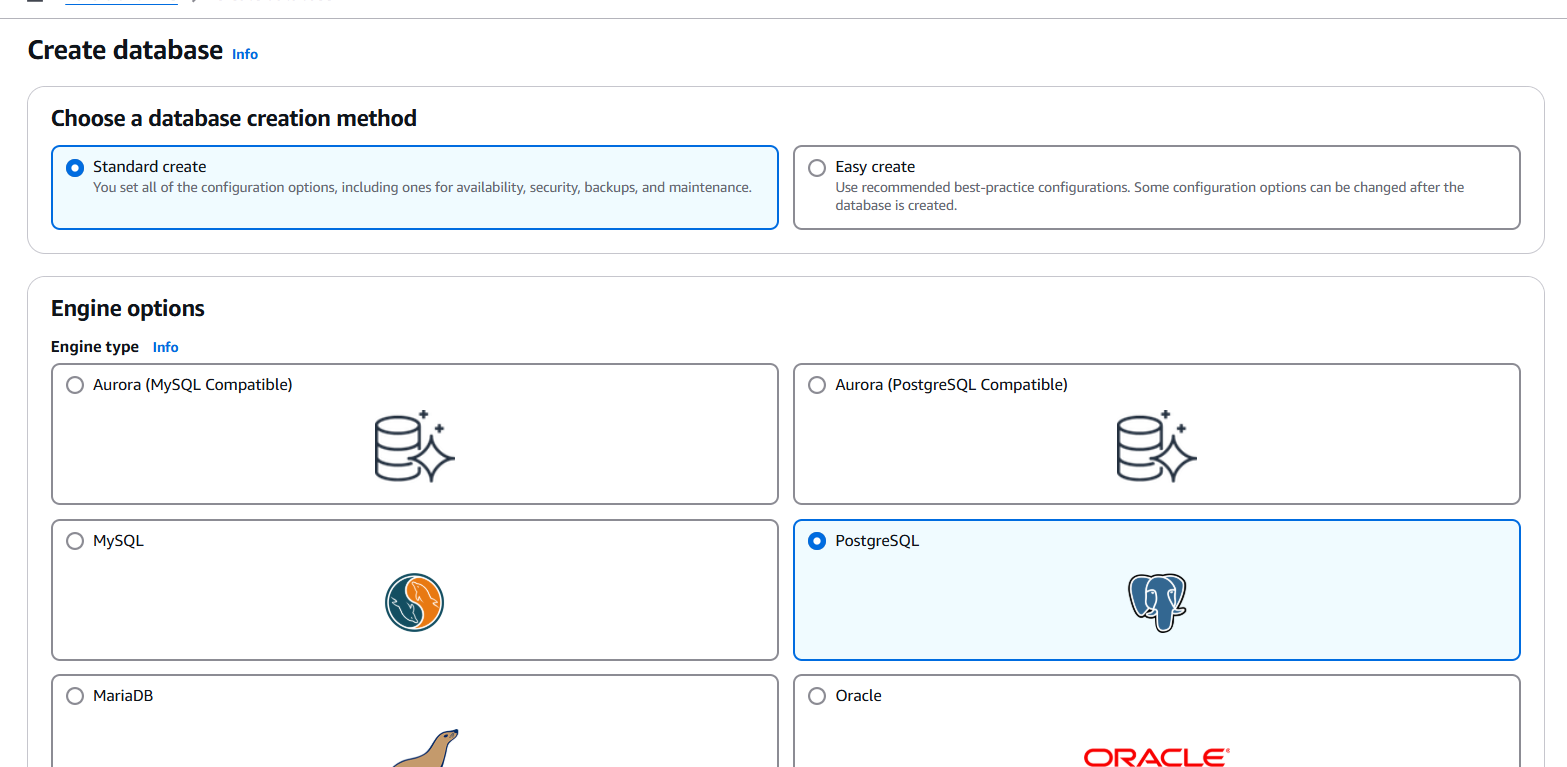 Create database Info
Choose a database creation method
Standard create
You set all of the configuration options, including ones for availability, security, backups, and maintenance.
Easy create
Use recommended best-practice configurations. Some configuration options can be changed after the
database is created.
Engine options
Engine type Info
Aurora (MySQL Compatible)
Aurora (PostgreSQL Compatible)
MySQL
PostgreSQL
MariaDB
Oracle
ORACLE